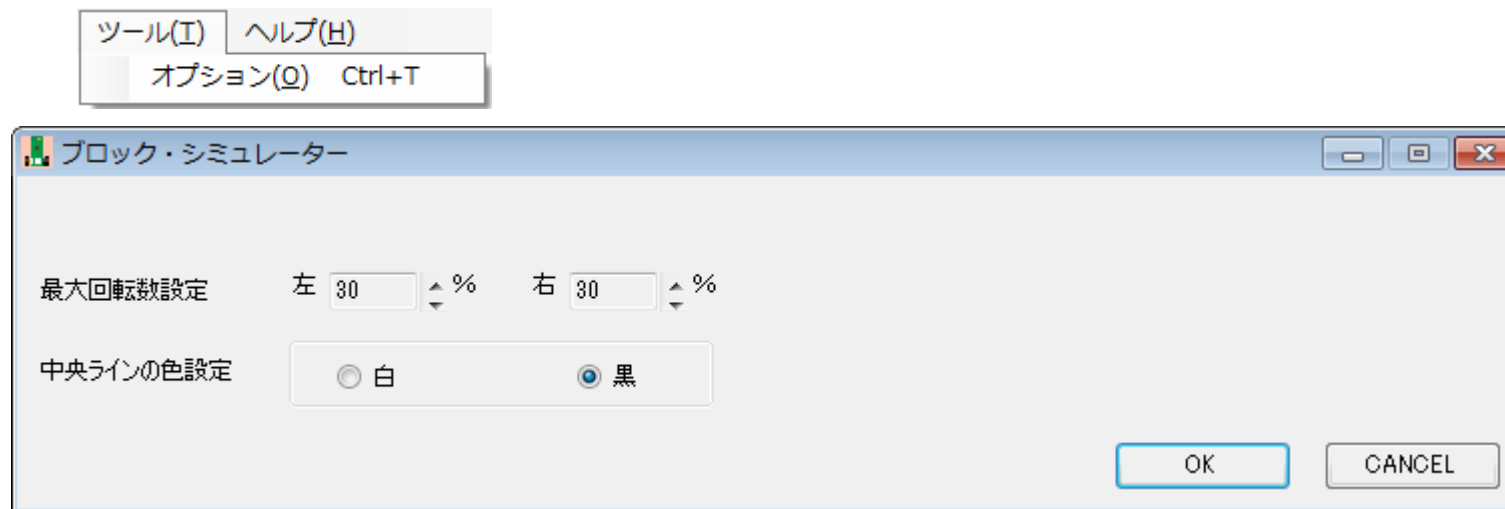 ツール(T) ヘルプ(H)
オプション(O) Ctrl+T
ブロック・シミュレーター
最大回転数設定 左 30 % 右 30 %
中央ラインの色設定 白 黒
OK CANCEL